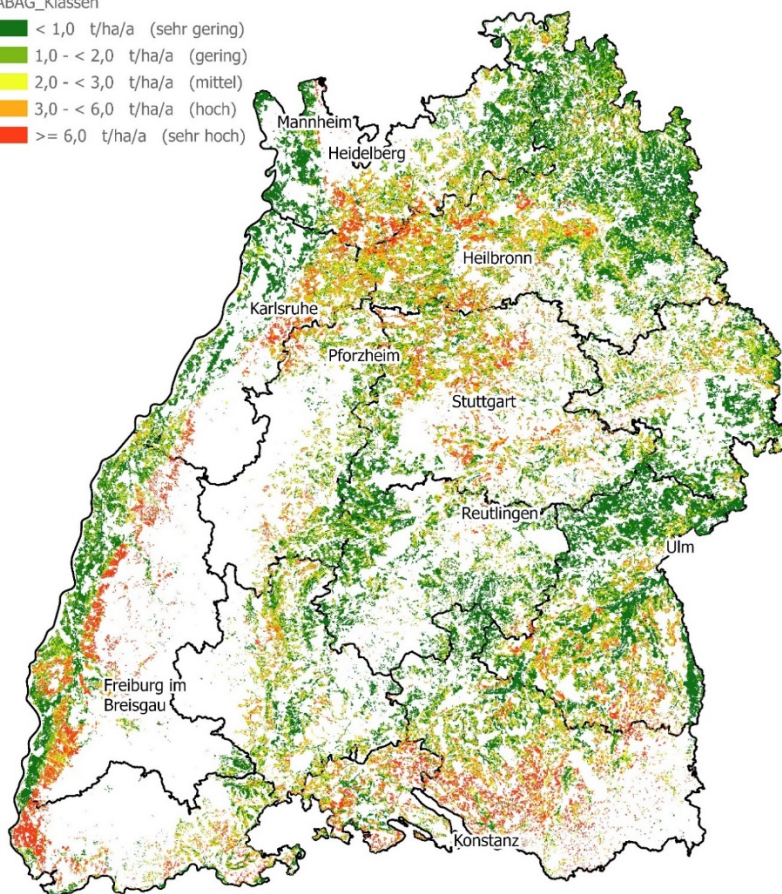 ABAG_Klassen
< 1,0 t/ha/a (sehr gering)
1,0 - < 2,0 t/ha/a (gering)
2,0 - < 3,0 t/ha/a (mittel)
3,0 - < 6,0 t/ha/a (hoch)
>= 6,0 t/ha/a (sehr hoch)
Mannheim
Heidelberg
Heilbronn
Karlsruhe
Pforzheim
Stuttgart
Reutlingen
Ulm
Freiburg im
Breisgau
Konstanz